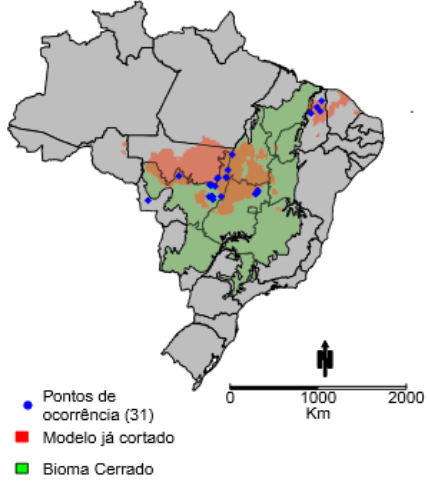 N
0 1000 2000
Km
Pontos de
ocorrência (31)
Modelo já cortado
Bioma Cerrado